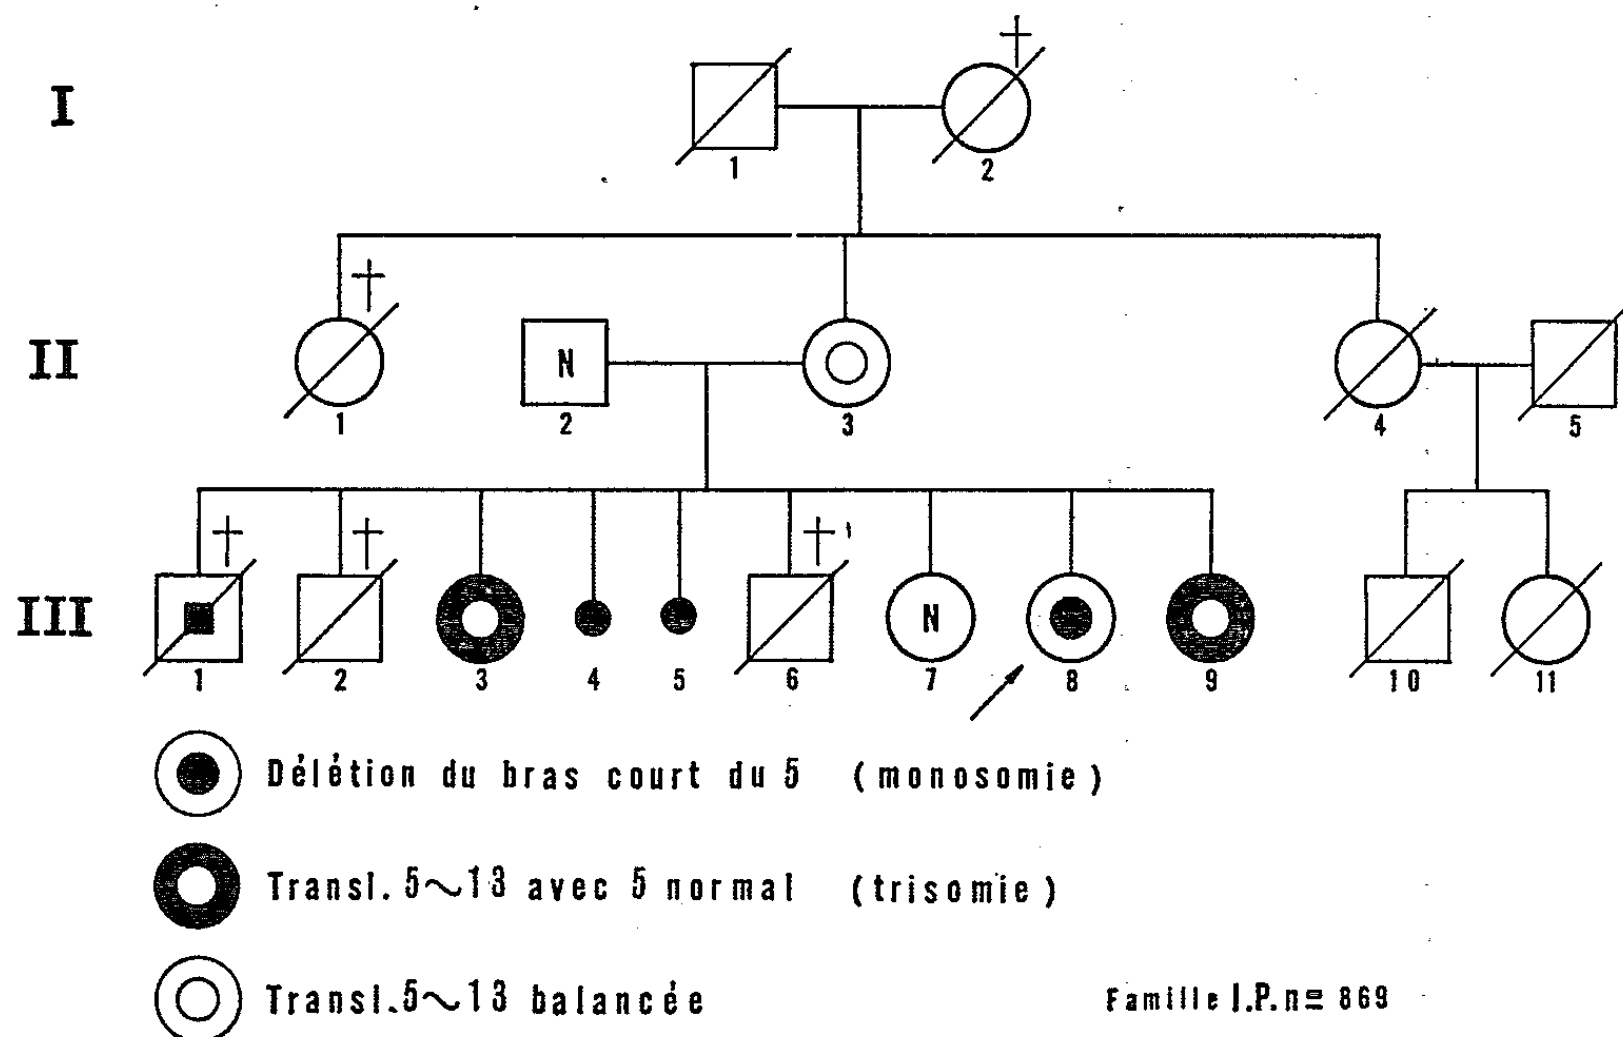 I
1 2
II
N
1 2 3 4 5
III
N
1 2 3 4 5 6 7 8 9 10 11
Délétion du bras court du 5 (monosomie)
Transl. 5~13 avec 5 normal (trisomie)
Transl. 5~13 balancée
Famille I.P. nº 869